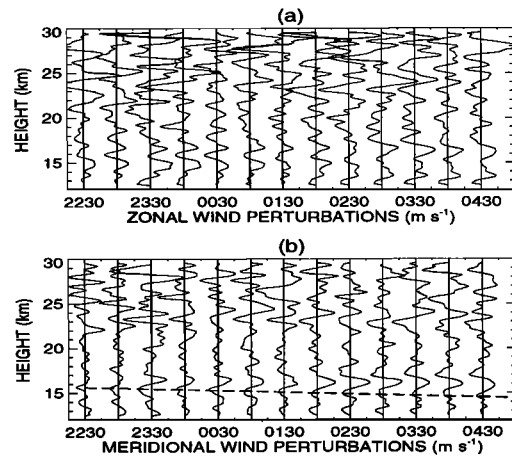 (a)
30
25
20
15
HEIGHT (km)
2230 2330 0030 0130 0230 0330 0430
ZONAL WIND PERTURBATIONS (m s⁻¹)
(b)
30
25
20
15
HEIGHT (km)
2230 2330 0030 0130 0230 0330 0430
MERIDIONAL WIND PERTURBATIONS (m s⁻¹)